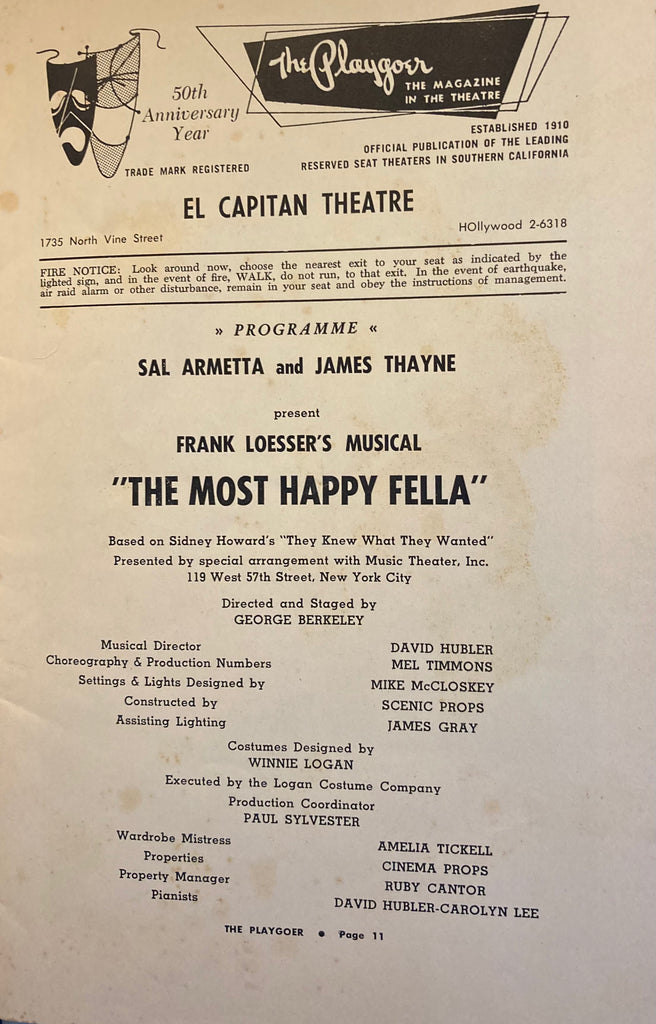 The Playgoer
THE MAGAZINE
IN THE THEATRE
50th
Anniversary
Year
TRADE MARK REGISTERED
ESTABLISHED 1910
OFFICIAL PUBLICATION OF THE LEADING
RESERVED SEAT THEATERS IN SOUTHERN CALIFORNIA
EL CAPITAN THEATRE
1735 North Vine Street HOllywood 2-6318
FIRE NOTICE: Look around now, choose the nearest exit to your seat as indicated by the
lighted sign, and in the event of fire, WALK, do not run, to that exit. In the event of earthquake,
air raid alarm or other disturbance, remain in your seat and obey the instructions of management.
» PROGRAMME «
SAL ARMETTA and JAMES THAYNE
present
FRANK LOESSER'S MUSICAL
"THE MOST HAPPY FELLA"
Based on Sidney Howard's "They Knew What They Wanted"
Presented by special arrangement with Music Theater, Inc.
119 West 57th Street, New York City
Directed and Staged by
GEORGE BERKELEY
Musical Director DAVID HUBLER
Choreography & Production Numbers MEL TIMMONS
Settings & Lights Designed by MIKE McCLOSKEY
Constructed by SCENIC PROPS
Assisting Lighting JAMES GRAY
Costumes Designed by
WINNIE LOGAN
Executed by the Logan Costume Company
Production Coordinator
PAUL SYLVESTER
Wardrobe Mistress AMELIA TICKELL
Properties CINEMA PROPS
Property Manager RUBY CANTOR
Pianists DAVID HUBLER-CAROLYN LEE
THE PLAYGOER • Page 11